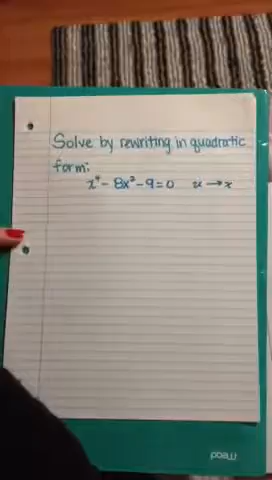 Solve by rewriting in quadratic
form:
x⁴ - 8x² - 9 = 0 u → x
Mead